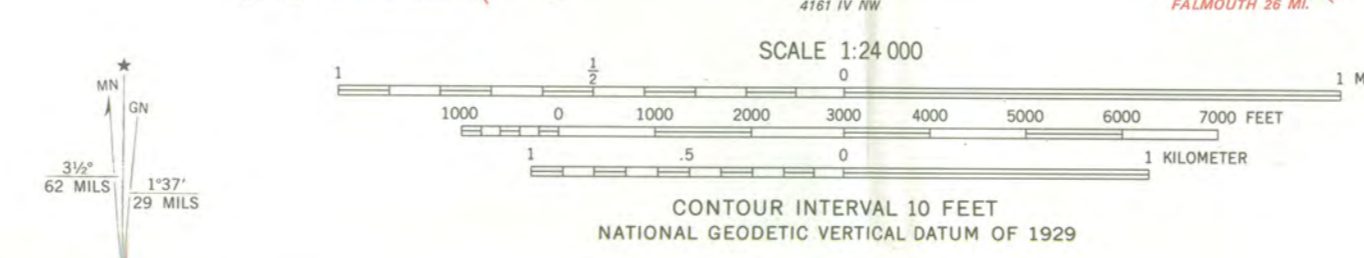 4161 IV NW
FALMOUTH 26 MI.
SCALE 1:24 000
★
MN
GN
3½°
62 MILS
1°37′
29 MILS
1 ½ 0 1 M
1000 0 1000 2000 3000 4000 5000 6000 7000 FEET
1 .5 0 1 KILOMETER
CONTOUR INTERVAL 10 FEET
NATIONAL GEODETIC VERTICAL DATUM OF 1929